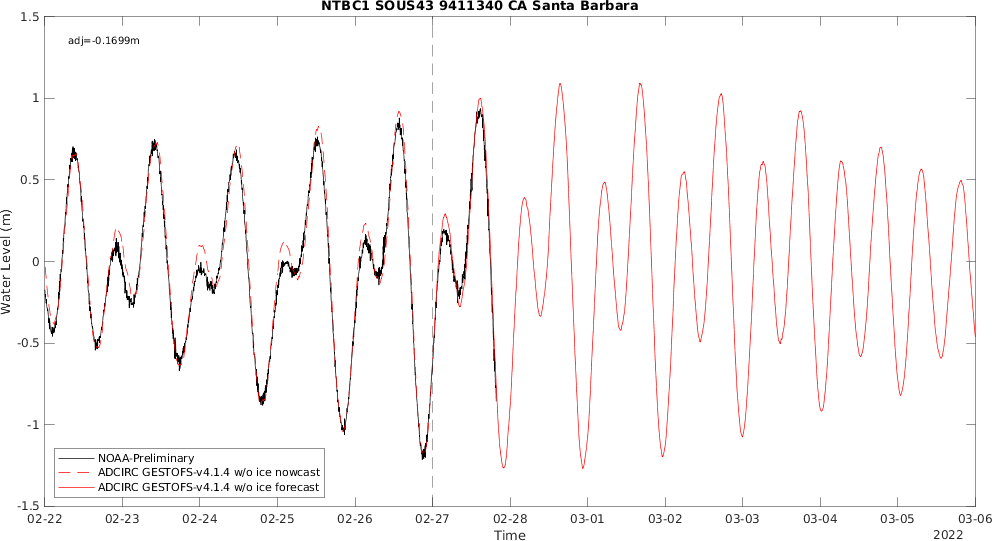 NTBC1 SOUS43 9411340 CA Santa Barbara
adj=-0.1699m
1.5
1
0.5
0
-0.5
-1
-1.5
Water Level (m)
NOAA-Preliminary
ADCIRC GESTOFS-v4.1.4 w/o ice nowcast
ADCIRC GESTOFS-v4.1.4 w/o ice forecast
02-22 02-23 02-24 02-25 02-26 02-27 02-28 03-01 03-02 03-03 03-04 03-05 03-06
Time
2022